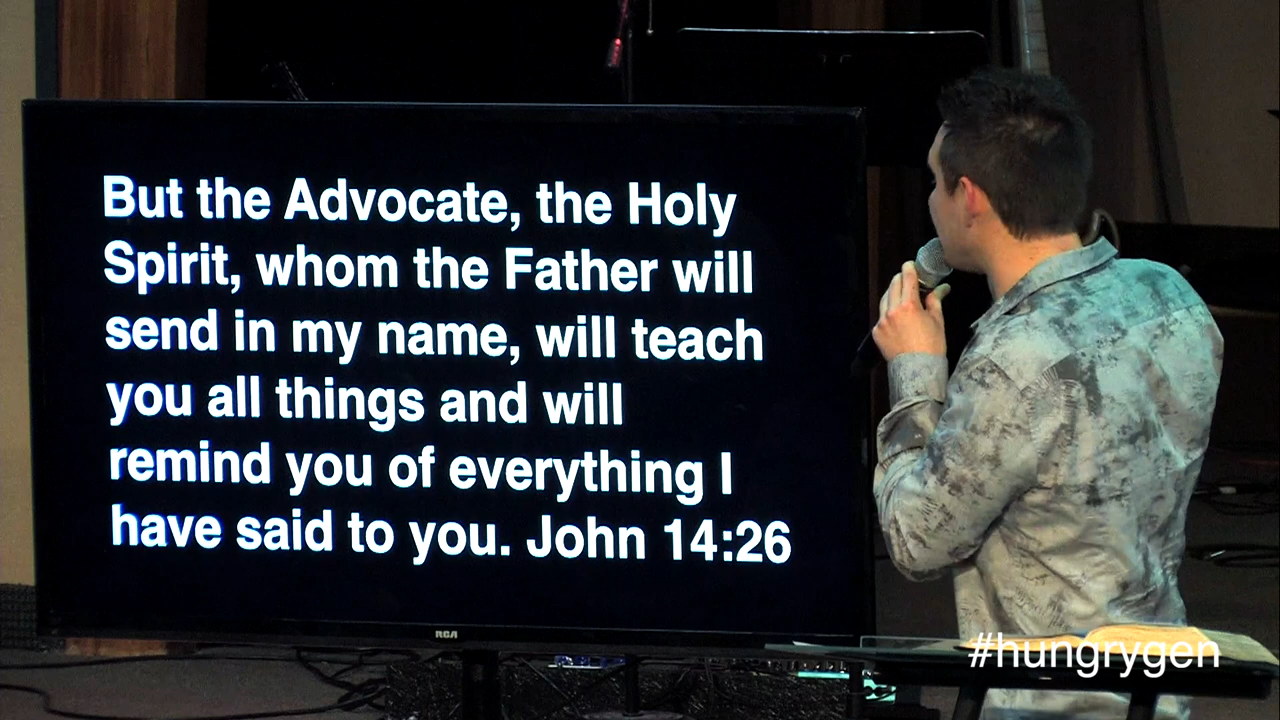 But the Advocate, the Holy
Spirit, whom the Father will
send in my name, will teach
you all things and will
remind you of everything I
have said to you. John 14:26
RCA
#hungrygen